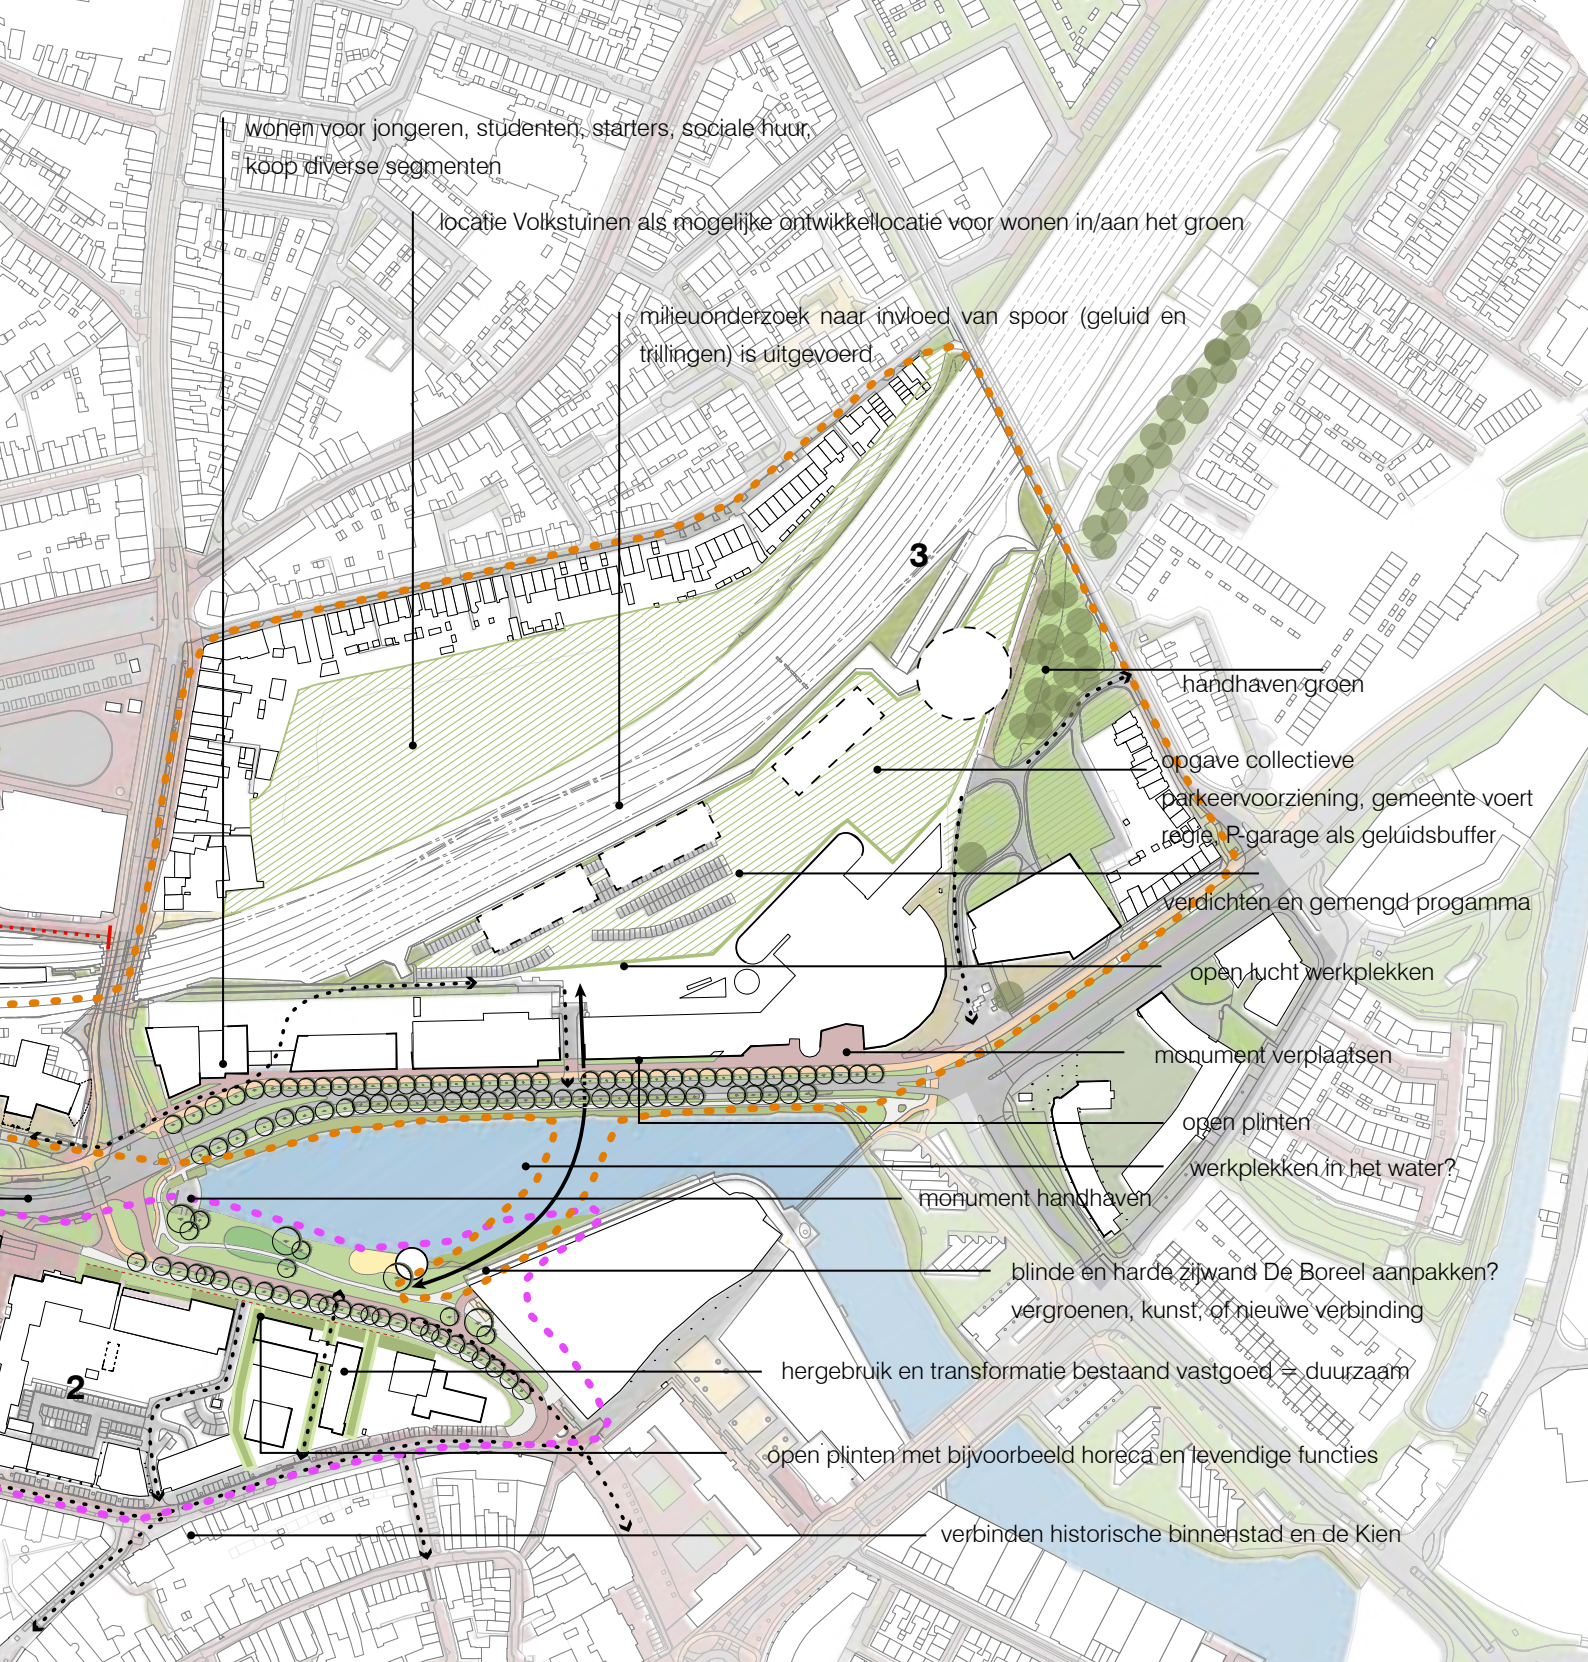 wonen voor jongeren, studenten, starters, sociale huur,
koop diverse segmenten
locatie Volkstuinen als mogelijke ontwikkellocatie voor wonen in/aan het groen
milieuonderzoek naar invloed van spoor (geluid en
trillingen) is uitgevoerd
3
handhaven groen
opgave collectieve
parkeervoorziening, gemeente voert
regie, P-garage als geluidsbuffer
verdichten en gemengd progamma
open lucht werkplekken
monument verplaatsen
open plinten
werkplekken in het water?
monument handhaven
blinde en harde zijwand De Boreel aanpakken?
vergroenen, kunst, of nieuwe verbinding
hergebruik en transformatie bestaand vastgoed = duurzaam
2
open plinten met bijvoorbeeld horeca en levendige functies
verbinden historische binnenstad en de Kien